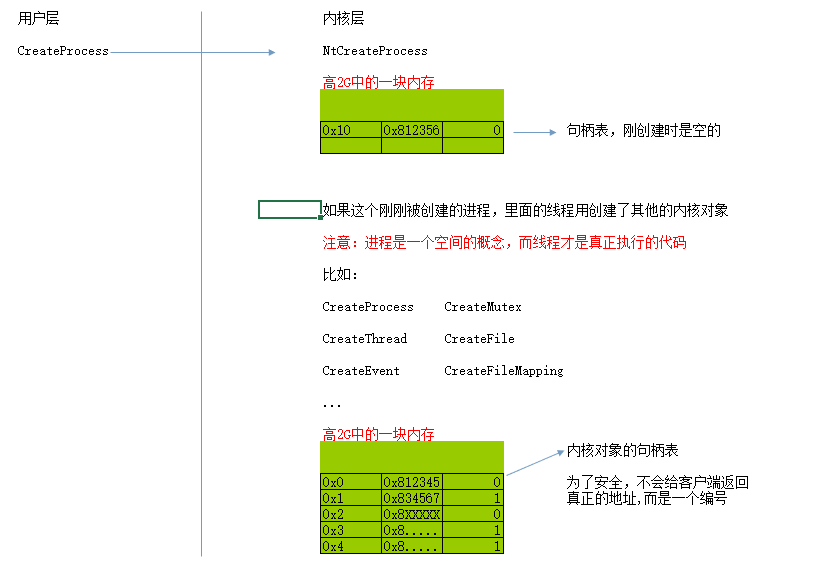 用户层
内核层
CreateProcess
NtCreateProcess
高2G中的一块内存
0x10 0x812356 0
句柄表，刚创建时是空的
如果这个刚刚被创建的进程，里面的线程用创建了其他的内核对象
注意：进程是一个空间的概念，而线程才是真正执行的代码
比如：
CreateProcess CreateMutex
CreateThread CreateFile
CreateEvent CreateFileMapping
...
高2G中的一块内存
内核对象的句柄表
为了安全，不会给客户端返回
真正的地址,而是一个编号
0x0 0x812345 0
0x1 0x834567 1
0x2 0x8XXXXX 0
0x3 0x8..... 1
0x4 0x8..... 1